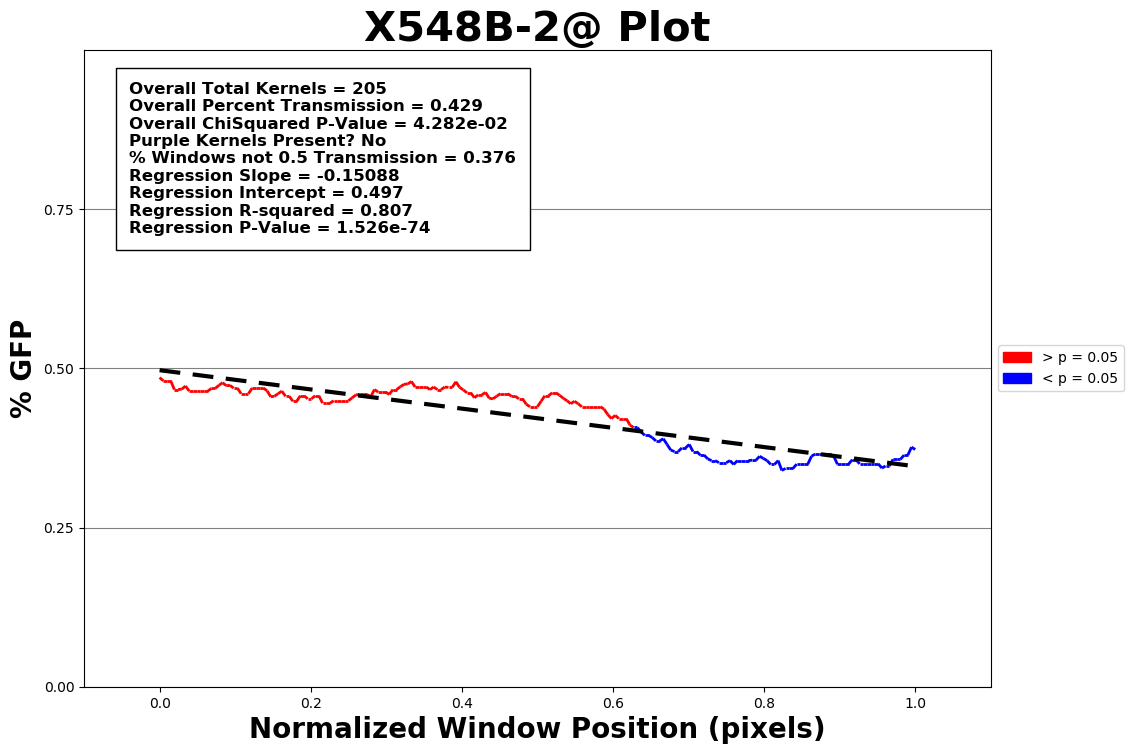 X548B-2@ Plot
Overall Total Kernels = 205
Overall Percent Transmission = 0.429
Overall ChiSquared P-Value = 4.282e-02
Purple Kernels Present? No
% Windows not 0.5 Transmission = 0.376
Regression Slope = -0.15088
Regression Intercept = 0.497
Regression R-squared = 0.807
Regression P-Value = 1.526e-74
% GFP
0.75
0.50
0.25
0.00
> p = 0.05
< p = 0.05
0.0 0.2 0.4 0.6 0.8 1.0
Normalized Window Position (pixels)